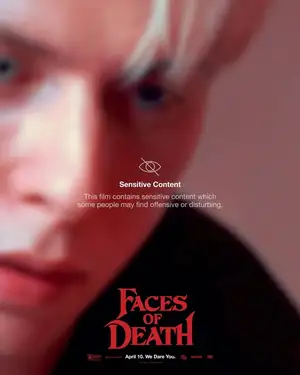 Sensitive Content
This film contains sensitive content which
some people may find offensive or disturbing.
FACES
OF
DEATH
April 10. We Dare You.